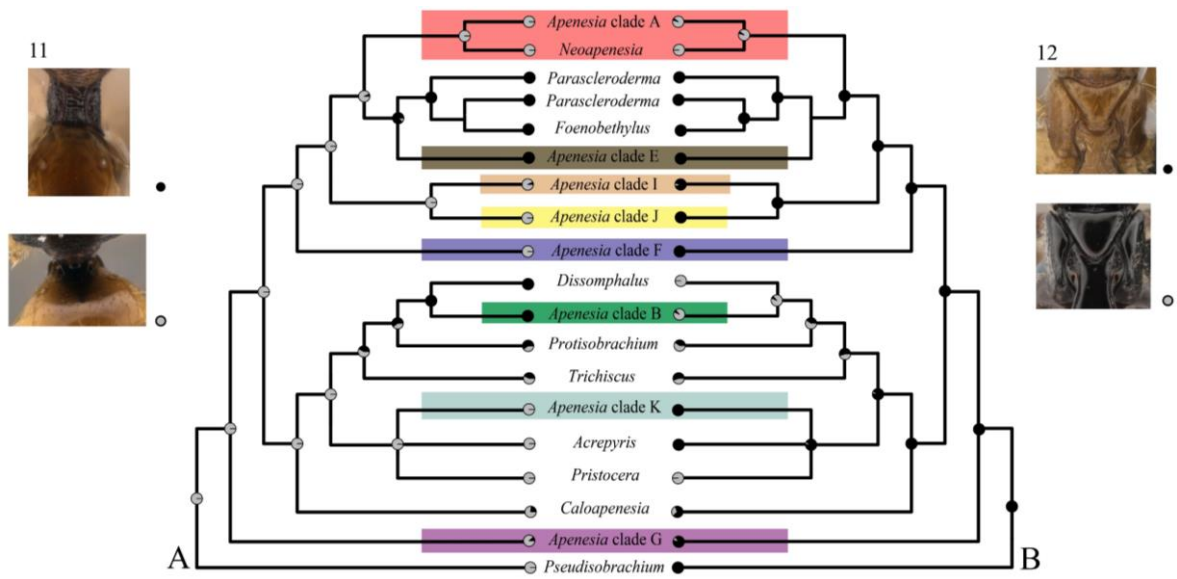 11
12
Apenesia clade A
Neoapenesia
Parascleroderma
Parascleroderma
Foenobethylus
Apenesia clade E
Apenesia clade I
Apenesia clade J
Apenesia clade F
Dissomphalus
Apenesia clade B
Protisobrachium
Trichiscus
Apenesia clade K
Acrepyris
Pristocera
Caloapenesia
Apenesia clade G
A
B
Pseudisobrachium